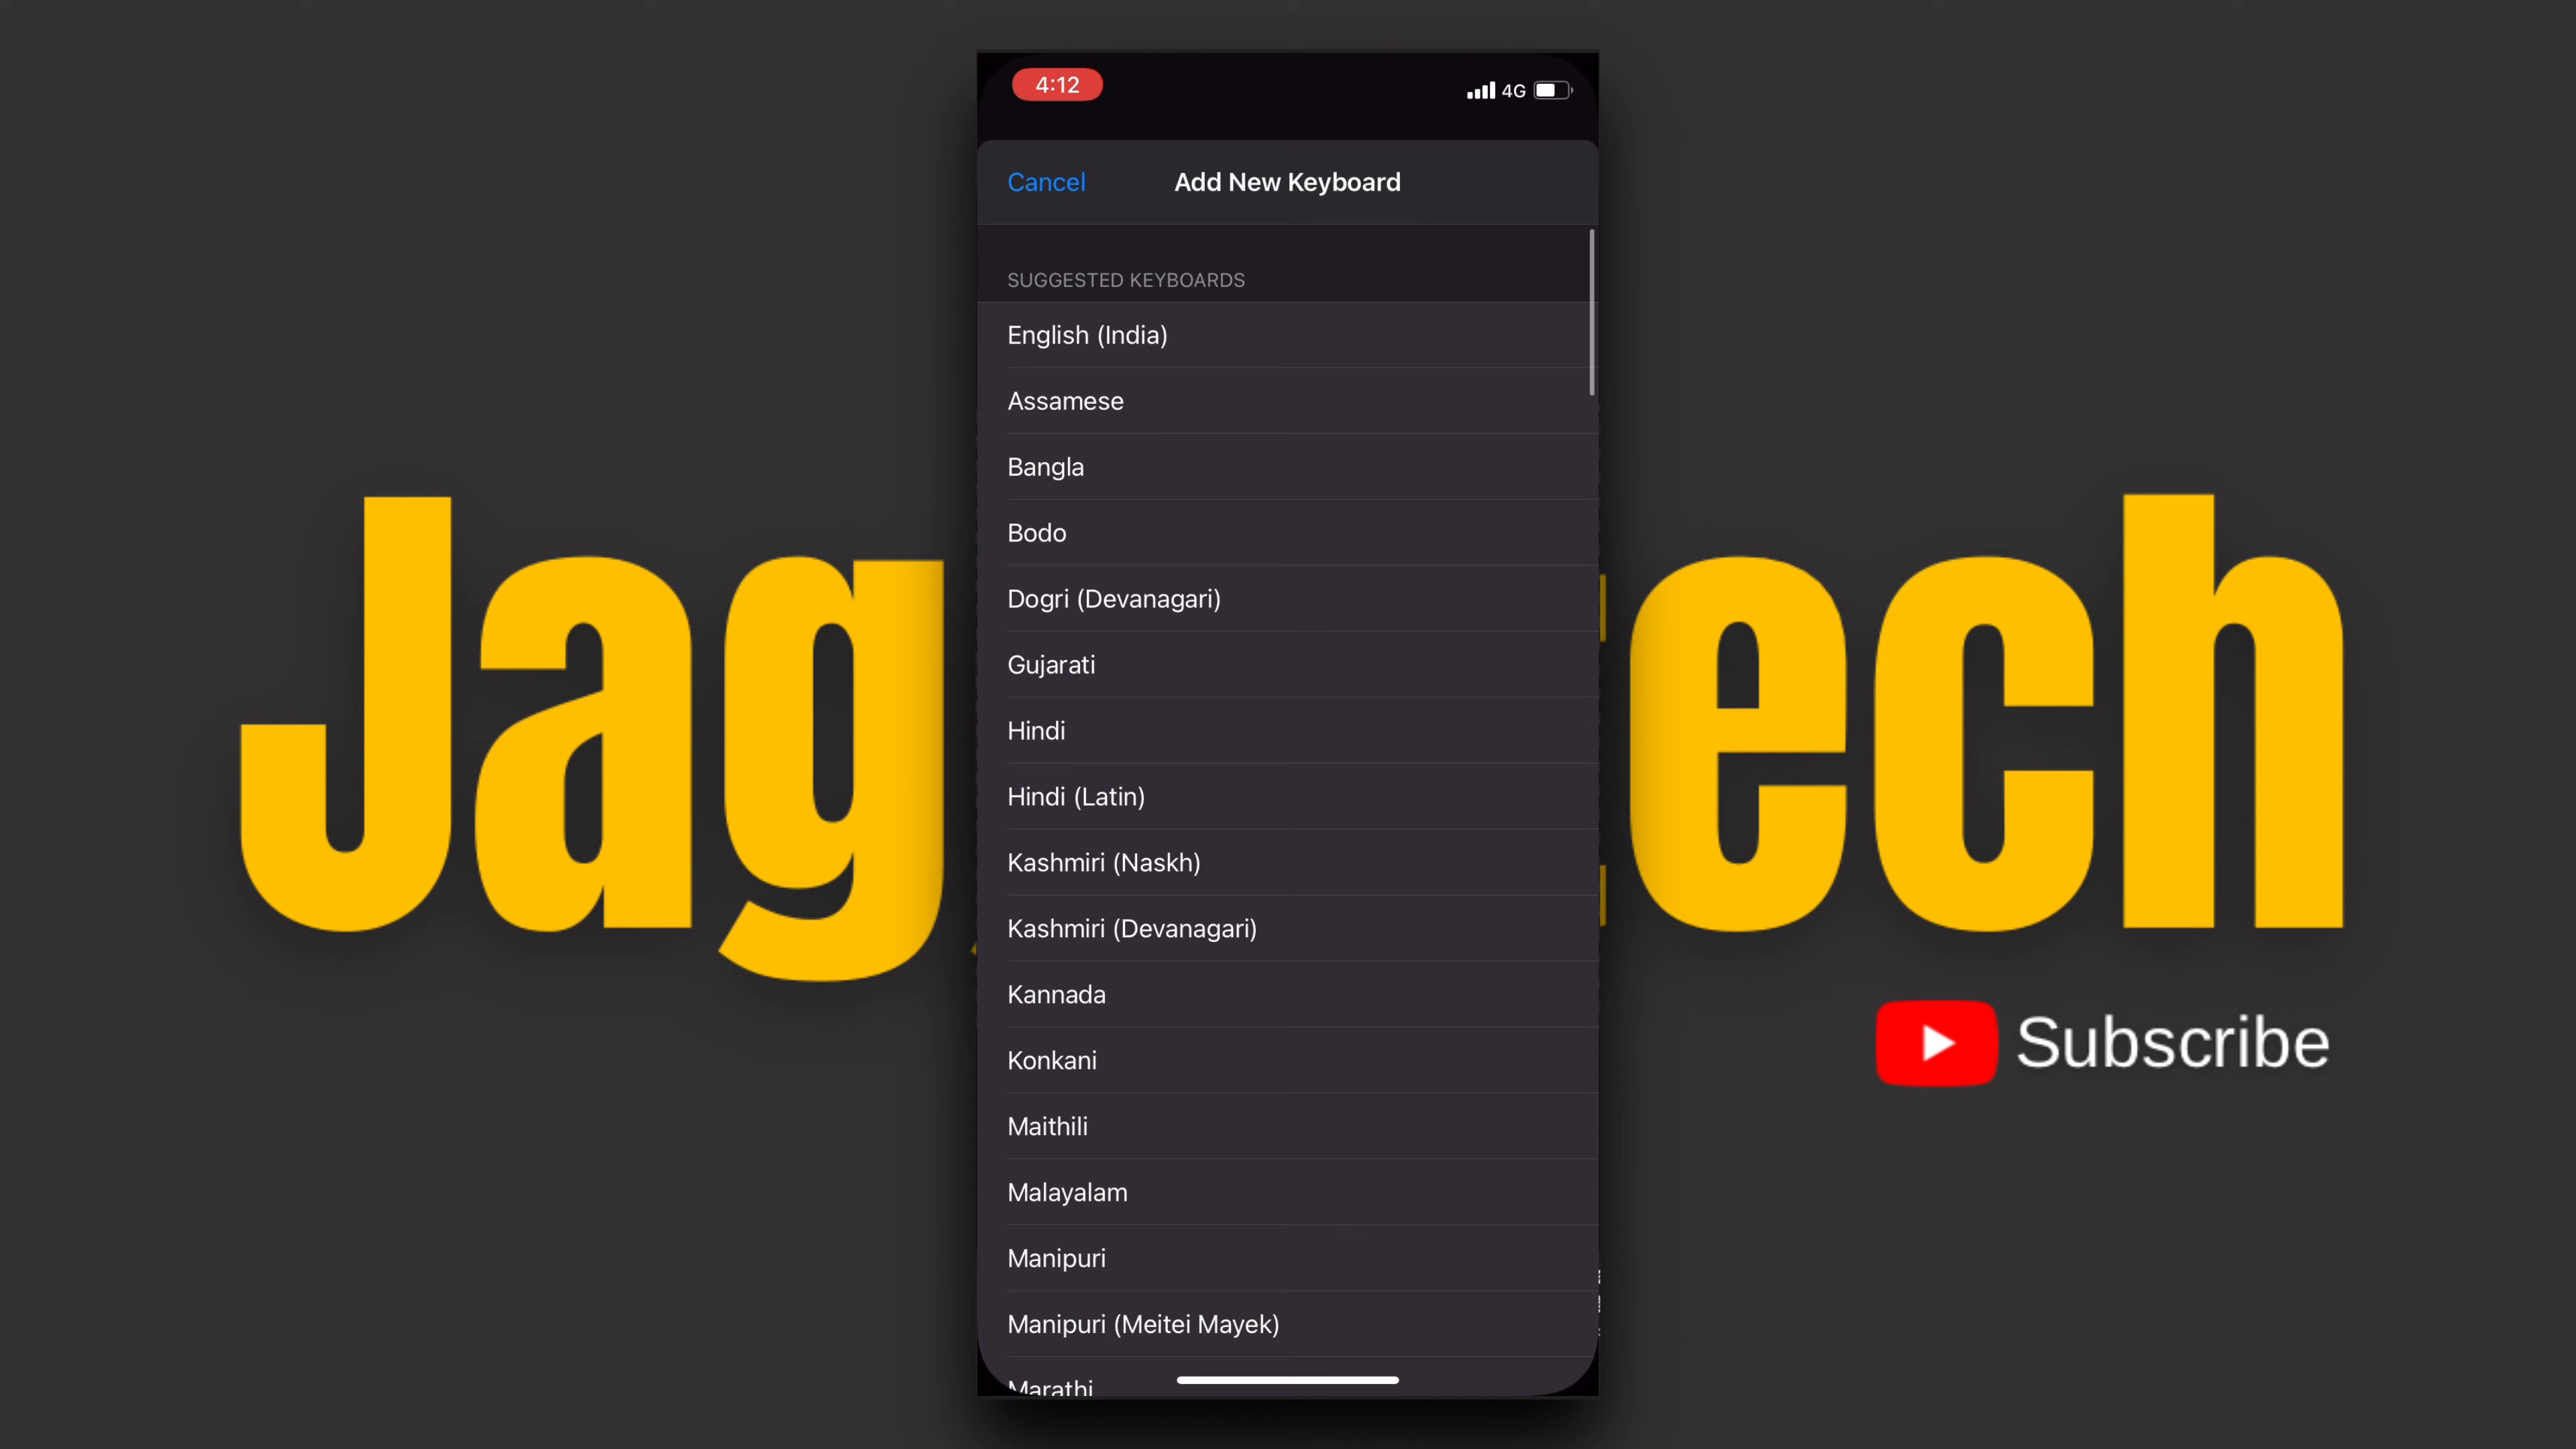 4:12
4G
Cancel
Add New Keyboard
SUGGESTED KEYBOARDS
English (India)
Assamese
Bangla
Bodo
Dogri (Devanagari)
Gujarati
Hindi
Hindi (Latin)
Kashmiri (Naskh)
Kashmiri (Devanagari)
Kannada
Konkani
Maithili
Malayalam
Manipuri
Manipuri (Meitei Mayek)
Marathi
Subscribe